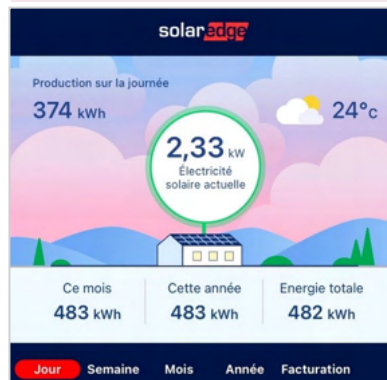 solaredge
Production sur la journée
374 kWh
24°c
2,33 kW
Électricité
solaire actuelle
Ce mois
483 kWh
Cette année
483 kWh
Energie totale
482 kWh
Jour Semaine Mois Année Facturation